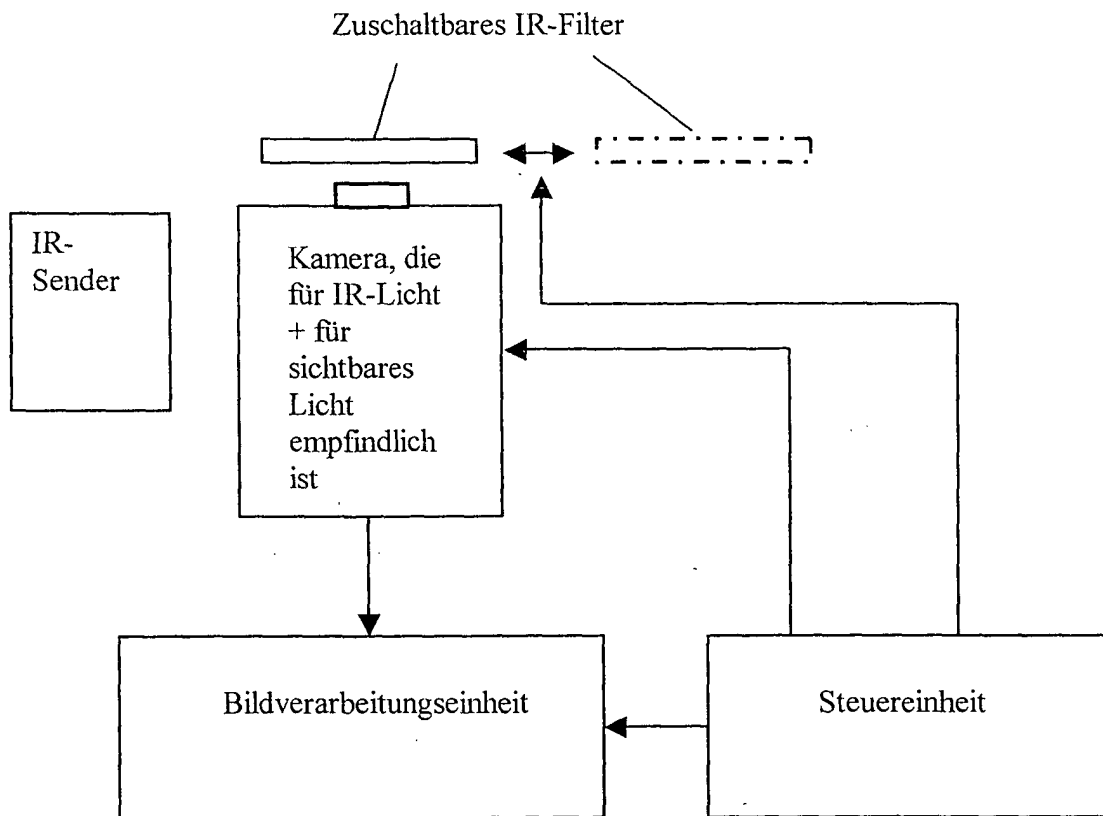 Zuschaltbares IR-Filter
IR-
Sender
Kamera, die
für IR-Licht
+ für
sichtbares
Licht
empfindlich
ist
Bildverarbeitungseinheit
Steuereinheit